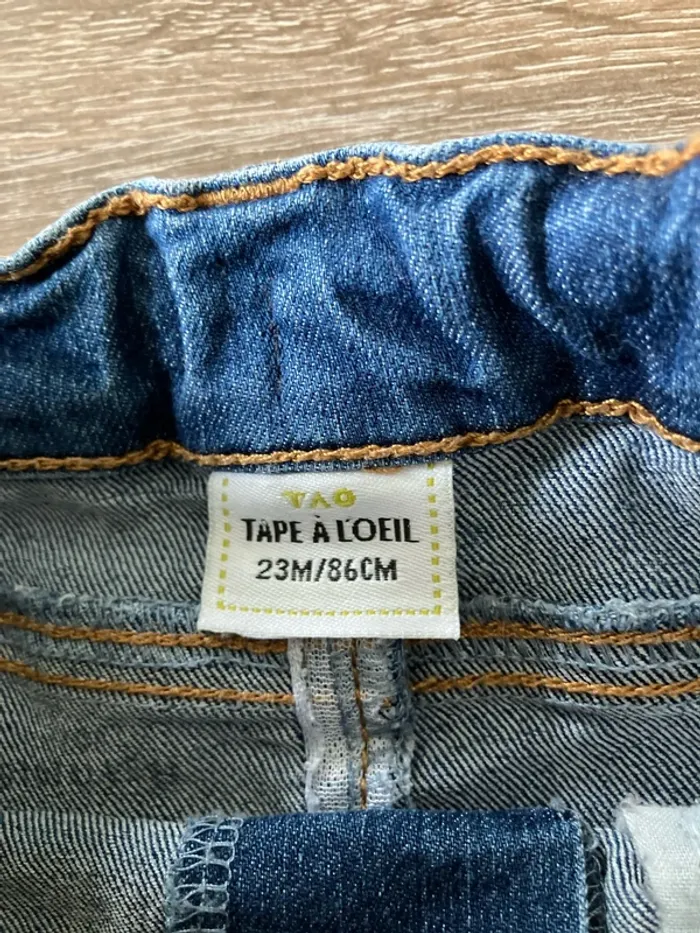 TAO
TAPE À L'OEIL
23M/86CM